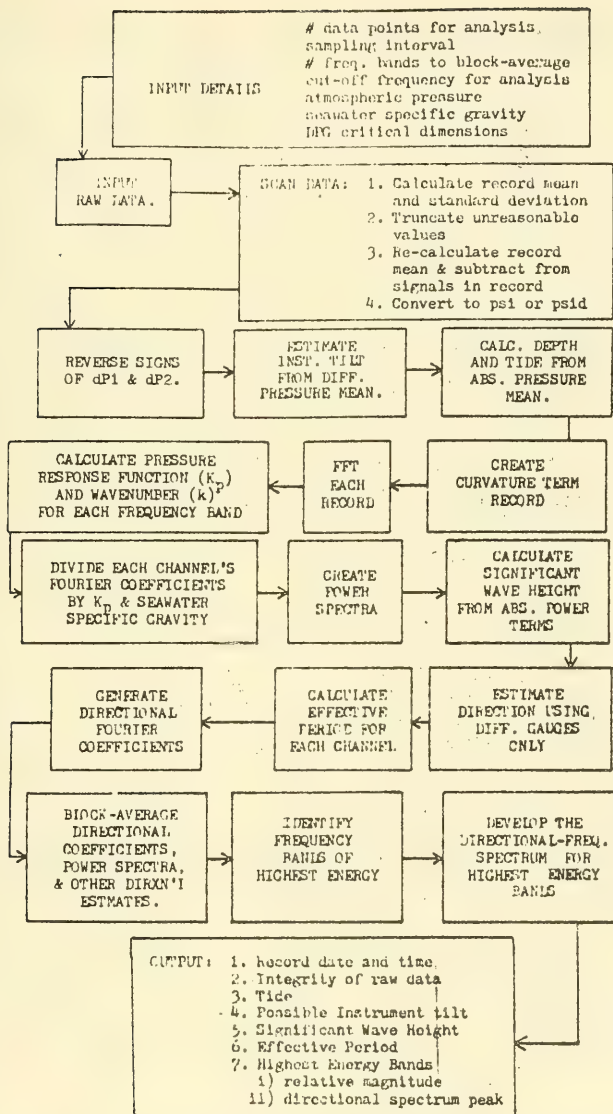 # data points for analysis,
sampling interval
# freq. bands to block-average
INPUT DETAILS
cut-off frequency for analysis
atmospheric pressure
seawater specific gravity
DPG critical dimensions
INPUT
RAW DATA.
SCAN DATA: 1. Calculate record mean
and standard deviation
2. Truncate unreasonable
values
3. Re-calculate record
mean & subtract from
signals in record
4. Convert to psi or psid
REVERSE SIGNS
OF dP1 & dP2.
ESTIMATE
INST. TILT
FROM DIFF.
PRESSURE MEAN.
CALC. DEPTH
AND TIDE FROM
ABS. PRESSURE
MEAN.
CREATE
CURVATURE TERM
RECORD
FFT
EACH
RECORD
CALCULATE PRESSURE
RESPONSE FUNCTION (Kp)
AND WAVENUMBER (k)
FOR EACH FREQUENCY BAND
DIVIDE EACH CHANNEL'S
FOURIER COEFFICIENTS
BY Kp & SEAWATER
SPECIFIC GRAVITY
CREATE
POWER
SPECTRA
CALCULATE
SIGNIFICANT
WAVE HEIGHT
FROM ABS. POWER
TERMS
ESTIMATE
DIRECTION USING
DIFF. GAUGES
ONLY
CALCULATE
EFFECTIVE
PERIOD FOR
EACH CHANNEL
GENERATE
DIRECTIONAL
FOURIER
COEFFICIENTS
BLOCK-AVERAGE
DIRECTIONAL
COEFFICIENTS,
POWER SPECTRA,
& OTHER DIRXN'l
ESTMATES.
IDENTIFY
FREQUENCY
BANDS OF
HIGHEST ENERGY
DEVELOP THE
DIRECTIONAL-FREQ.
SPECTRUM FOR
HIGHEST ENERGY
BANDS
OUTPUT: 1. Record date and time
2. Integrity of raw data
3. Tide
4. Possible Instrument tilt
5. Significant Wave Height
6. Effective Period
7. Highest Energy Bands
i) relative magnitude
ii) directional spectrum peak